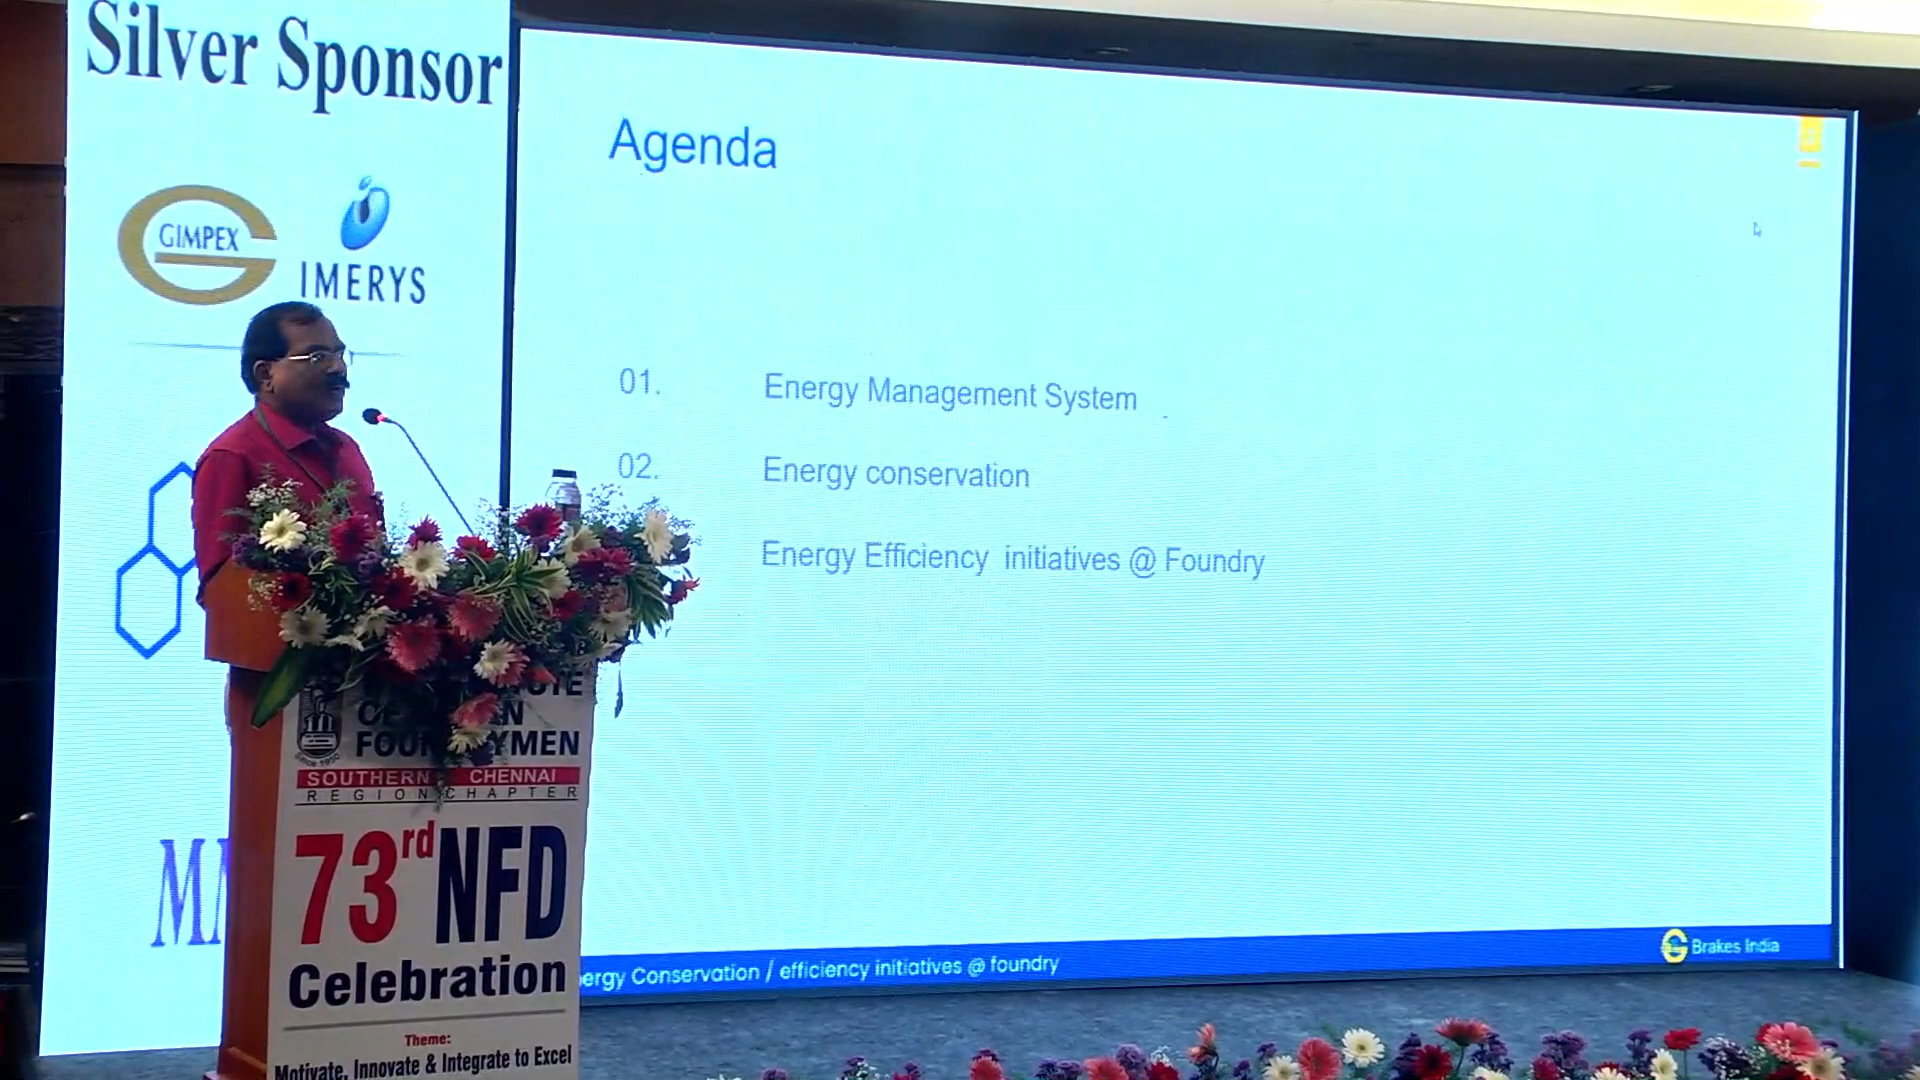 Silver Sponsor
GIMPEX
IMERYS
Agenda
01. Energy Management System
02. Energy conservation
Energy Efficiency initiatives @ Foundry
ergy Conservation / efficiency initiatives @ foundry
Brakes India
SOUTHERN CHENNAI
REGION CHAPTER
73rd NFD
Celebration
Theme:
Motivate, Innovate & Integrate to Excel